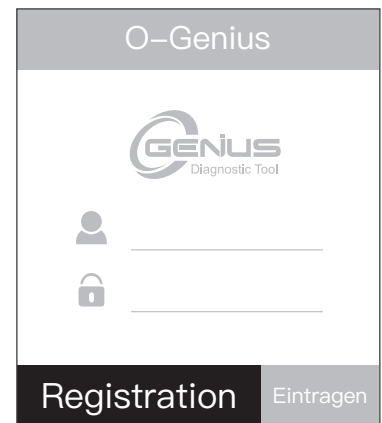 O–Genius
GENIUS
Diagnostic Tool
Registration
Eintragen